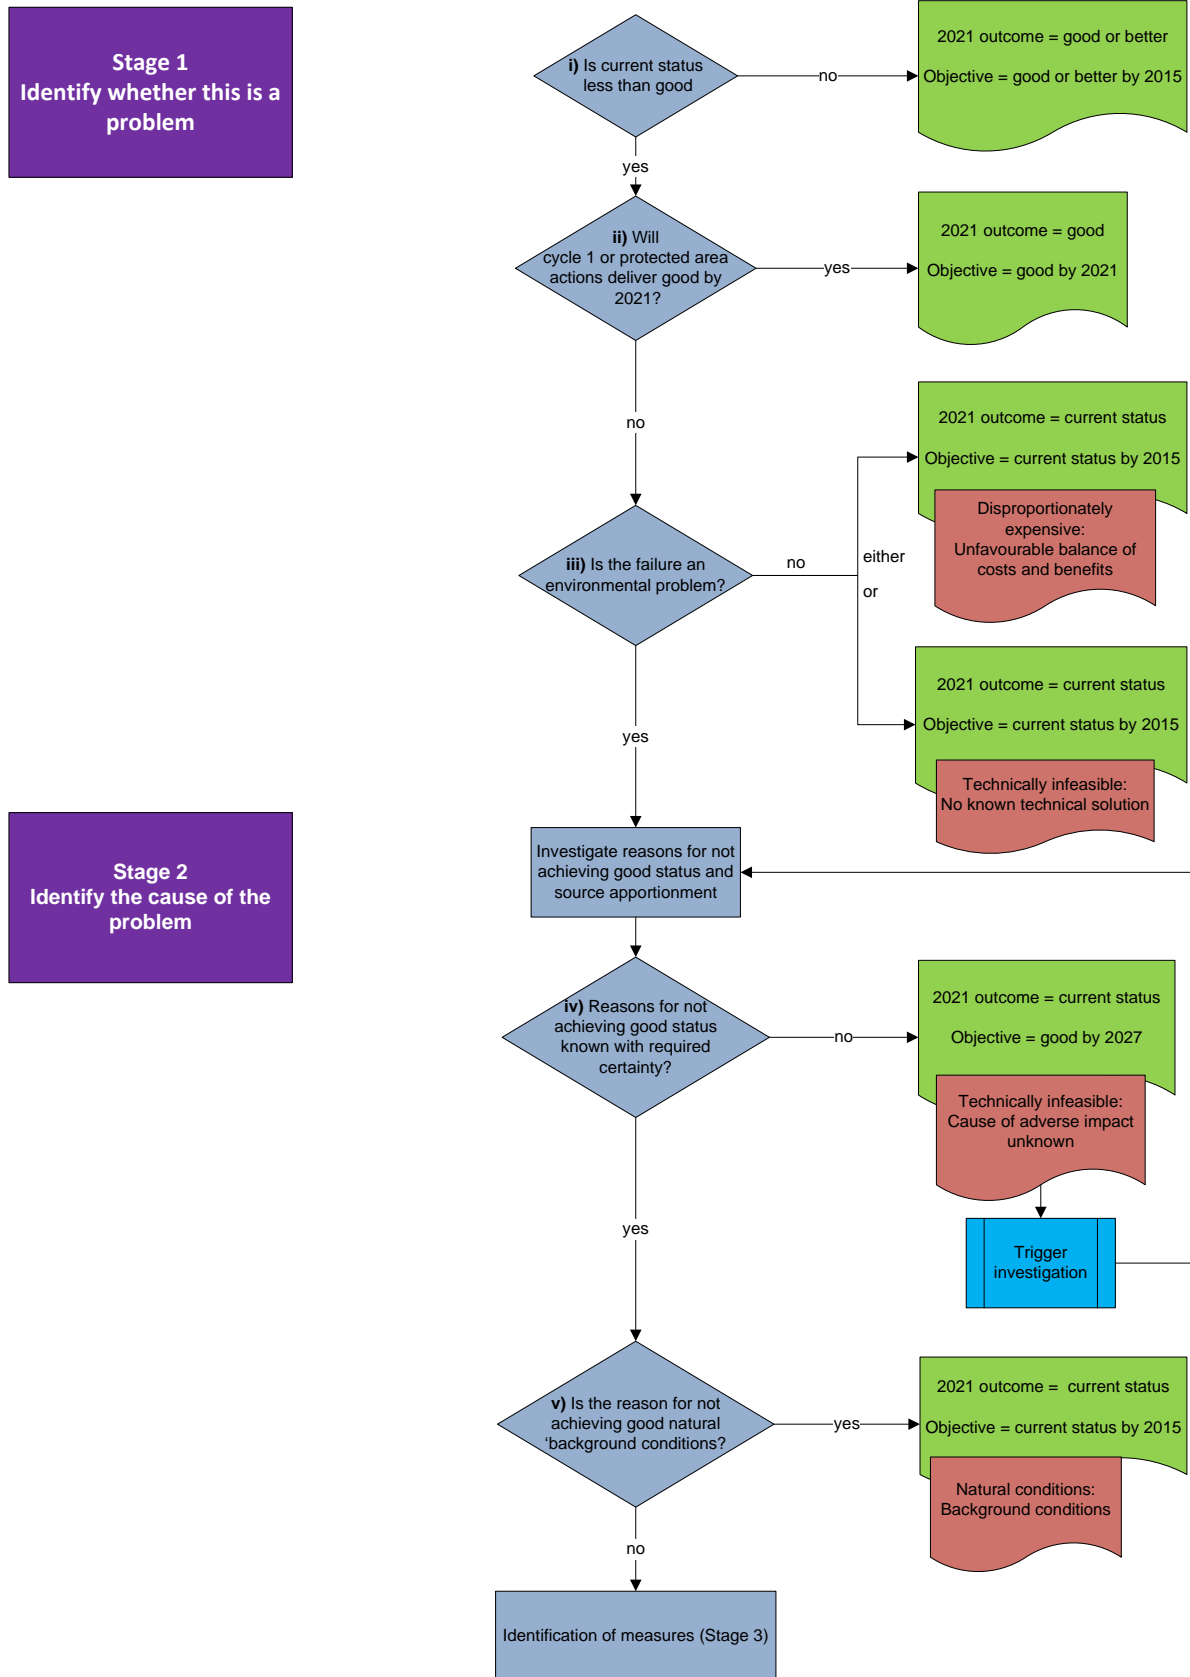 Stage 1
Identify whether this is a
problem
i) Is current status
less than good
no
2021 outcome = good or better
Objective = good or better by 2015
yes
ii) Will
cycle 1 or protected area
actions deliver good by
2021?
yes
2021 outcome = good
Objective = good by 2021
no
2021 outcome = current status
Objective = current status by 2015
Disproportionately
expensive:
Unfavourable balance of
costs and benefits
iii) Is the failure an
environmental problem?
no
either
or
2021 outcome = current status
Objective = current status by 2015
Technically infeasible:
No known technical solution
yes
Stage 2
Identify the cause of the
problem
Investigate reasons for not
achieving good status and
source apportionment
iv) Reasons for not
achieving good status
known with required
certainty?
no
2021 outcome = current status
Objective = good by 2027
Technically infeasible:
Cause of adverse impact
unknown
Trigger
investigation
yes
v) Is the reason for not
achieving good natural
‘background conditions?
yes
2021 outcome =  current status
Objective = current status by 2015
Natural conditions:
Background conditions
no
Identification of measures (Stage 3)